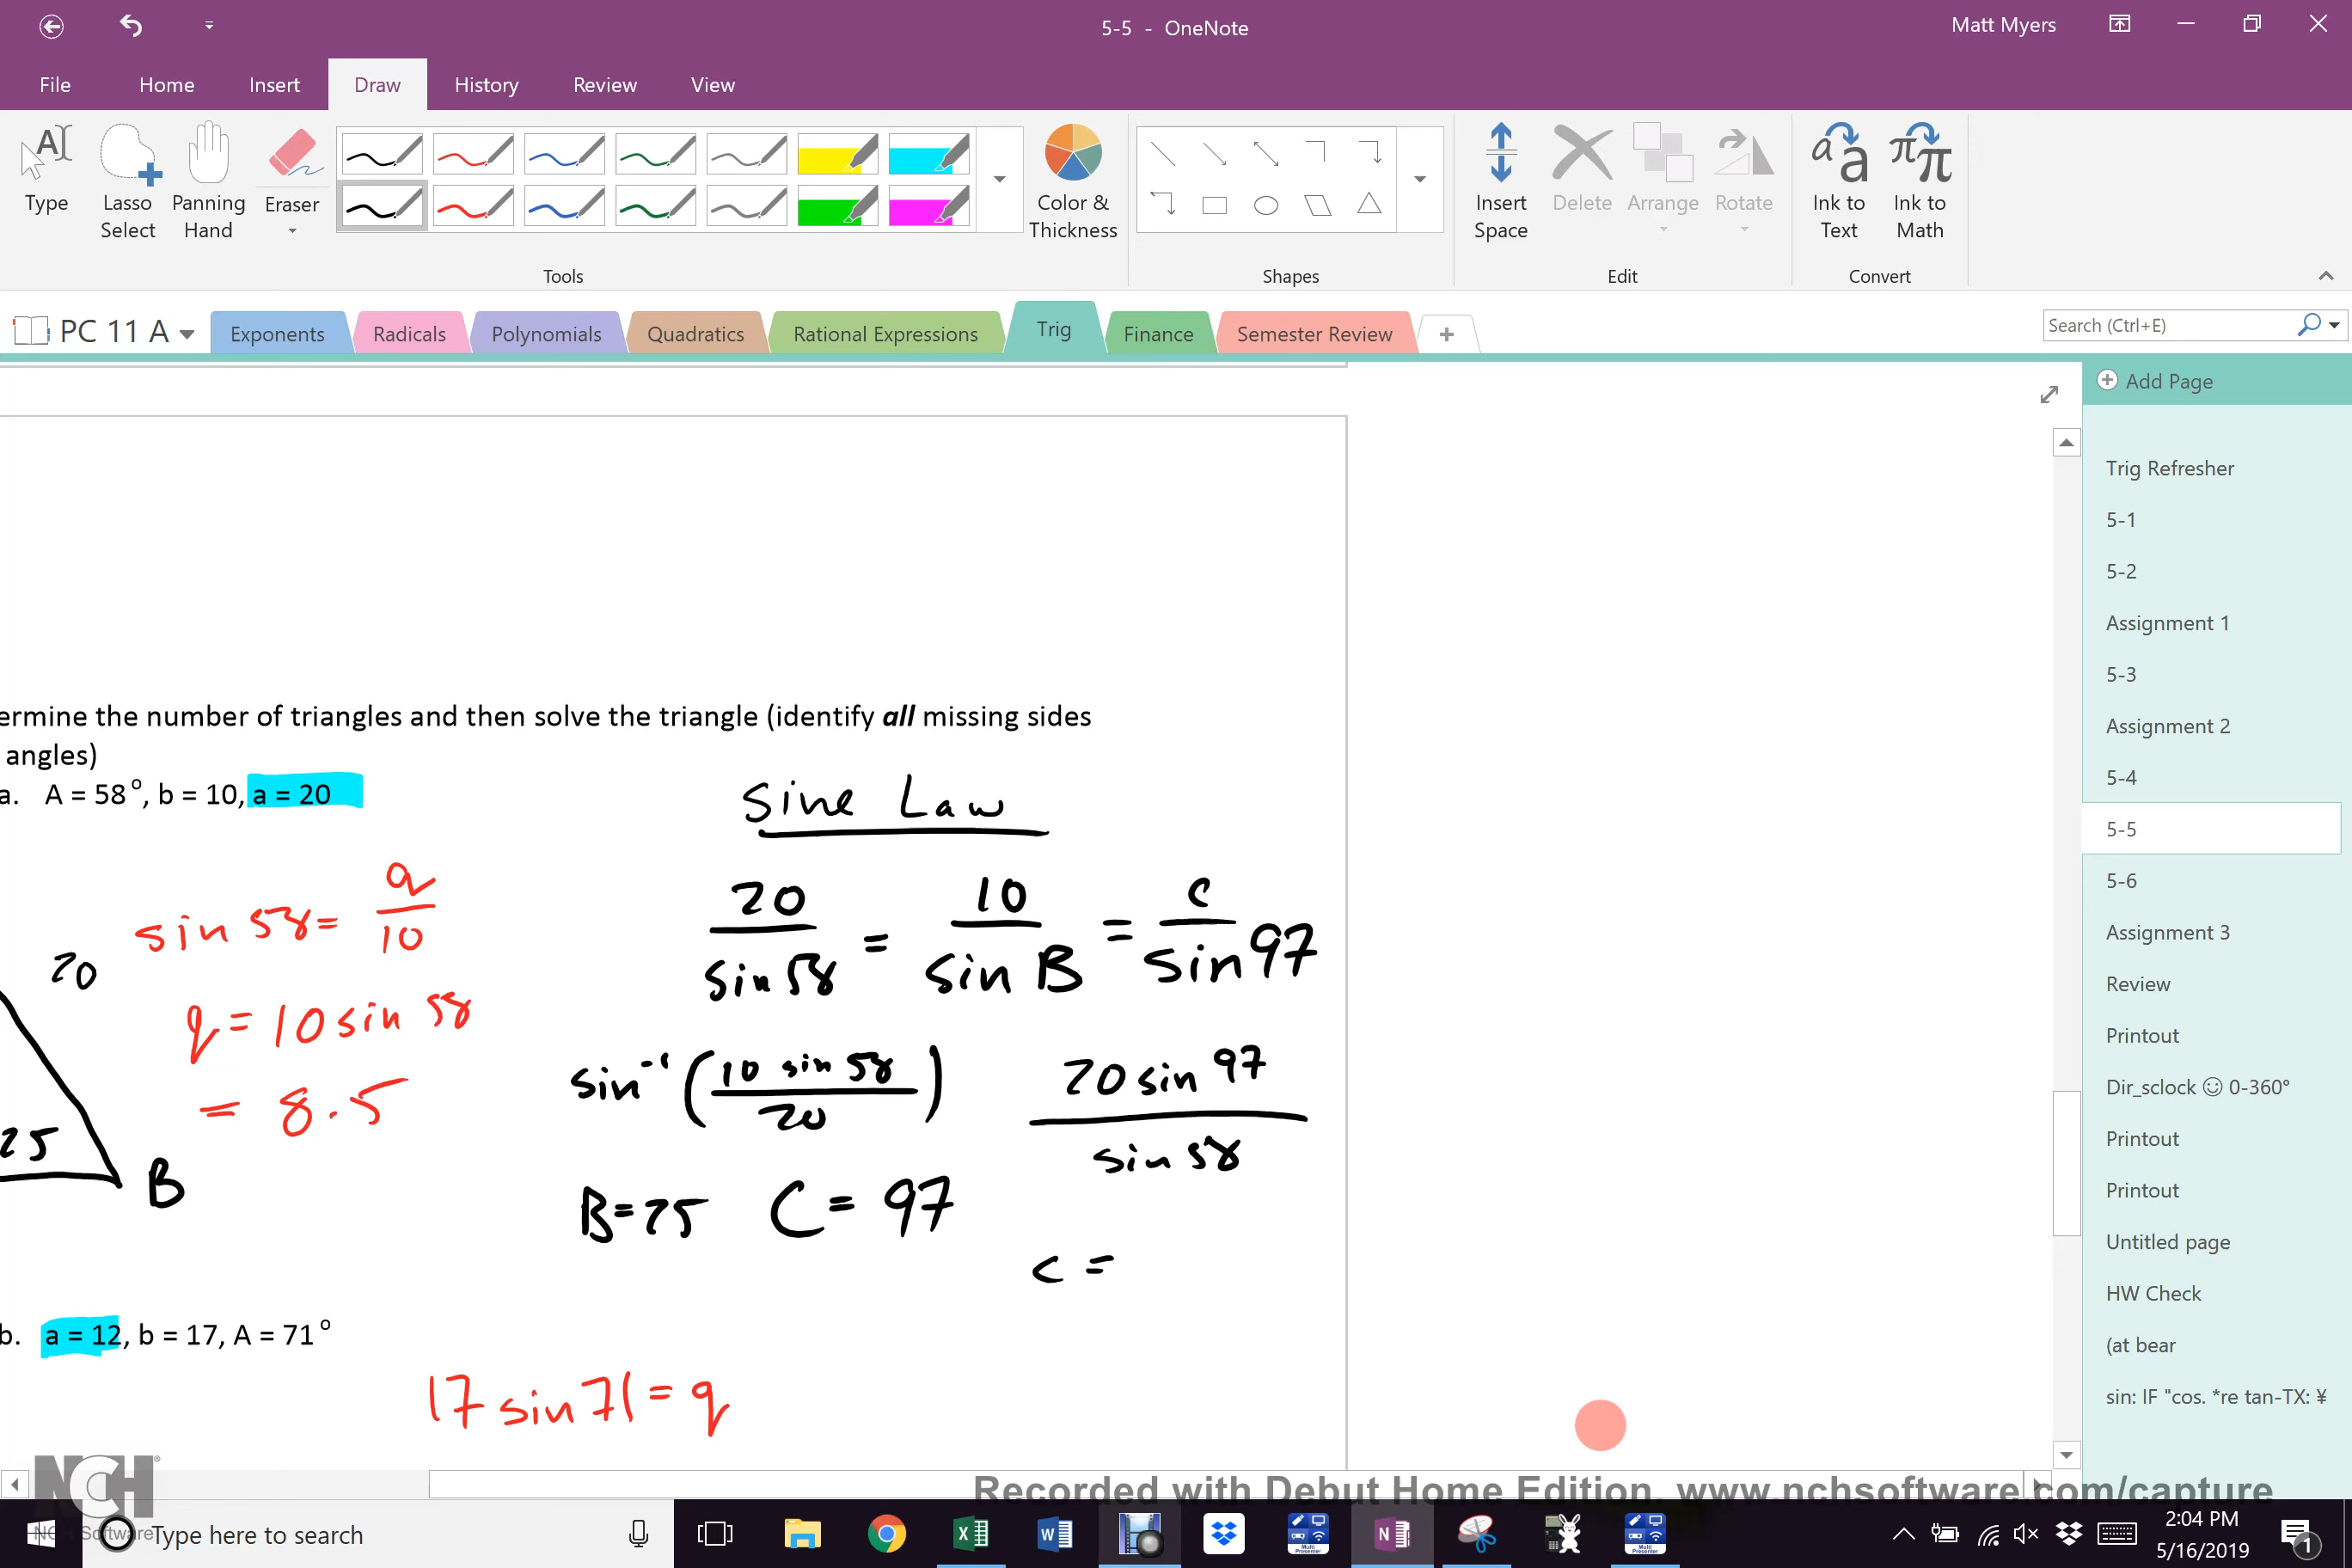 5-5 - OneNote
Matt Myers
File Home Insert Draw History Review View
Type
Lasso Select
Panning Hand
Eraser
Color & Thickness
Insert Space
Delete
Arrange
Rotate
Ink to Text
Ink to Math
Tools
Shapes
Edit
Convert
PC 11 A
Exponents Radicals Polynomials Quadratics Rational Expressions Trig Finance Semester Review
Search (Ctrl+E)
Add Page
Trig Refresher
5-1
5-2
Assignment 1
5-3
Assignment 2
5-4
5-5
5-6
Assignment 3
Review
Printout
Dir_sclock ☺ 0-360°
Printout
Printout
Untitled page
HW Check
(at bear
sin: IF "cos. *re tan-TX: ¥
ermine the number of triangles and then solve the triangle (identify all missing sides
angles)
a. A = 58°, b = 10, a = 20
20
25
B
sin 58 = q/10
q = 10 sin 58
= 8.5
Sine Law
20/sin 58 = 10/sin B = c/sin 97
sin⁻¹(10 sin 58/20)
20 sin 97/sin 58
B = 25 C = 97
c =
b. a = 12, b = 17, A = 71°
17 sin 71 = q
NCH
NCH Software
Recorded with Debut Home Edition. www.nchsoftware.com/capture
Type here to search
2:04 PM
5/16/2019
1